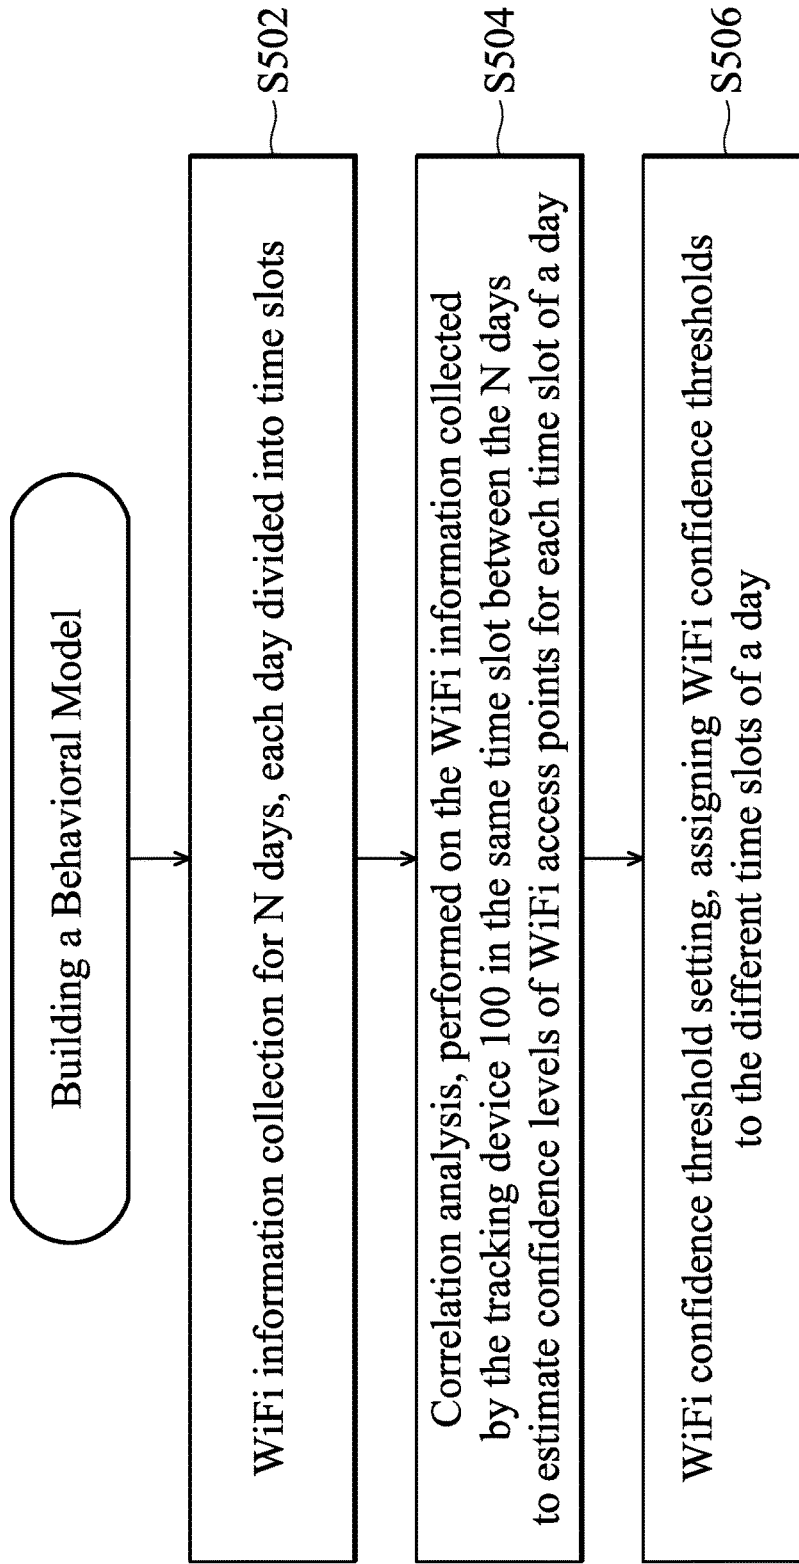 Building a Behavioral Model
WiFi information collection for N days, each day divided into time slots
S502
Correlation analysis, performed on the WiFi information collected
by the tracking device 100 in the same time slot between the N days
to estimate confidence levels of WiFi access points for each time slot of a day
S504
WiFi confidence threshold setting, assigning WiFi confidence thresholds
to the different time slots of a day
S506